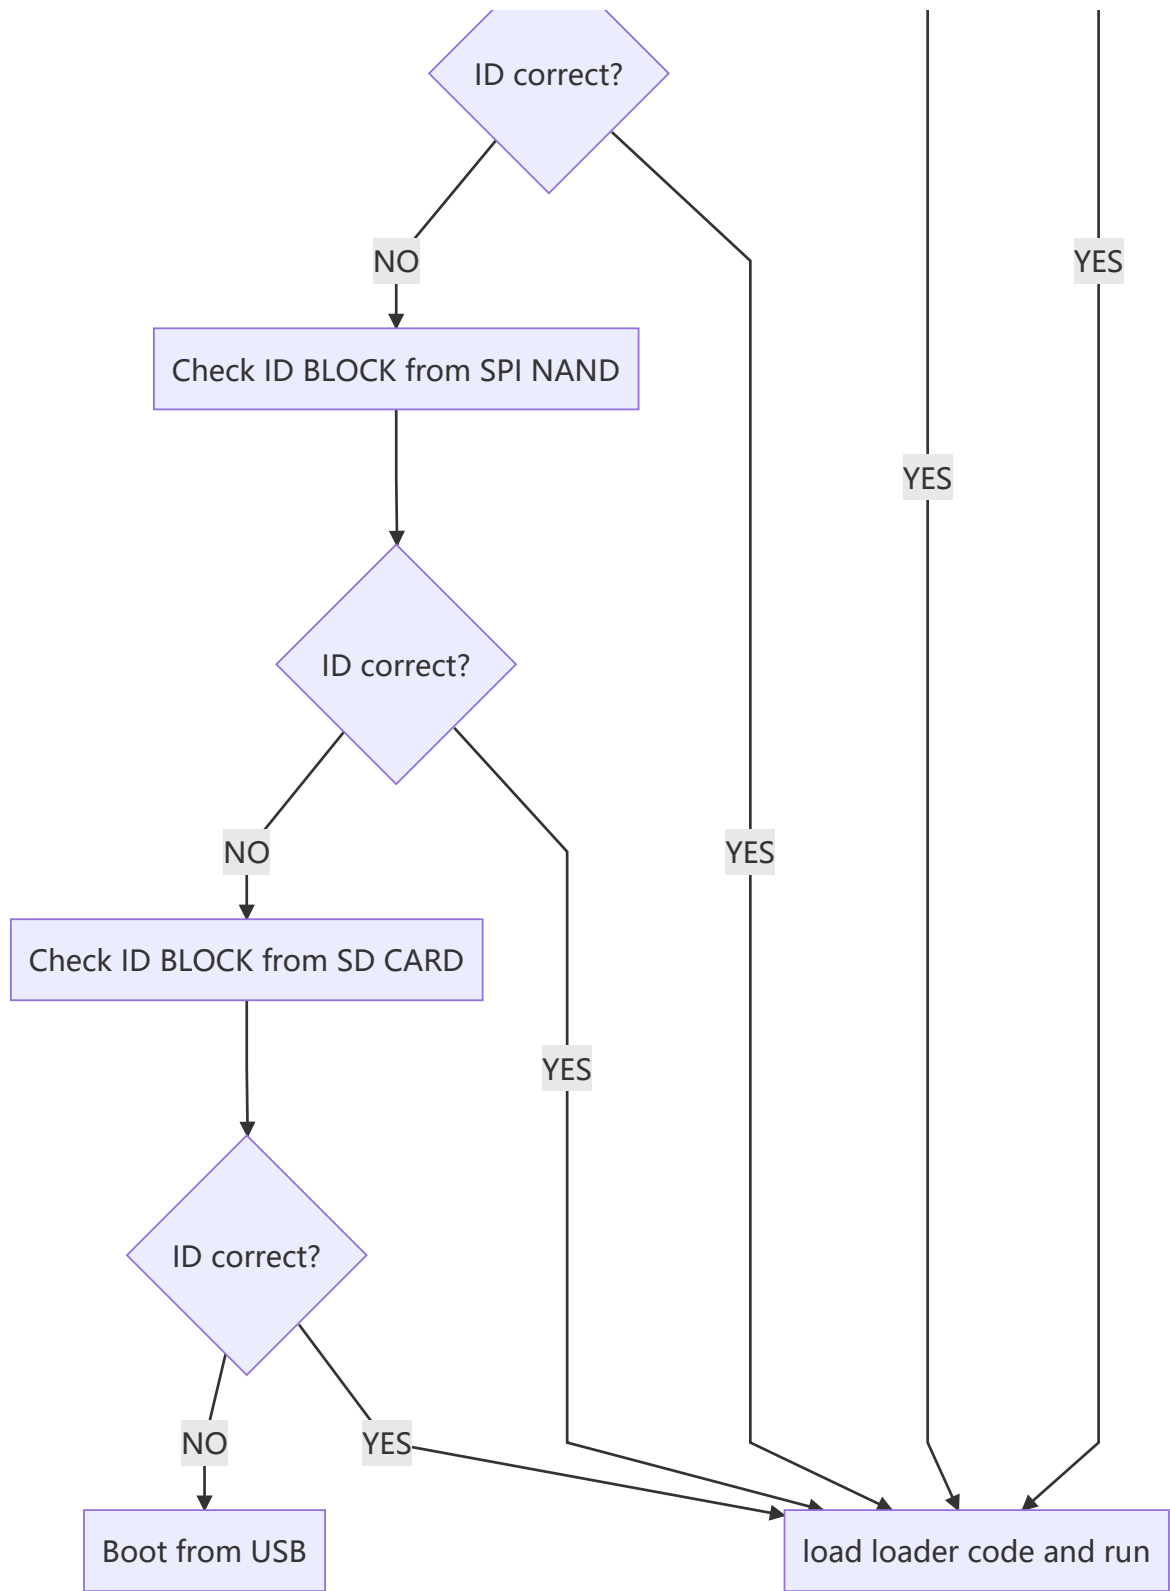 ID correct?
NO
YES
Check ID BLOCK from SPI NAND
YES
ID correct?
NO
YES
Check ID BLOCK from SD CARD
YES
ID correct?
NO
YES
Boot from USB
load loader code and run